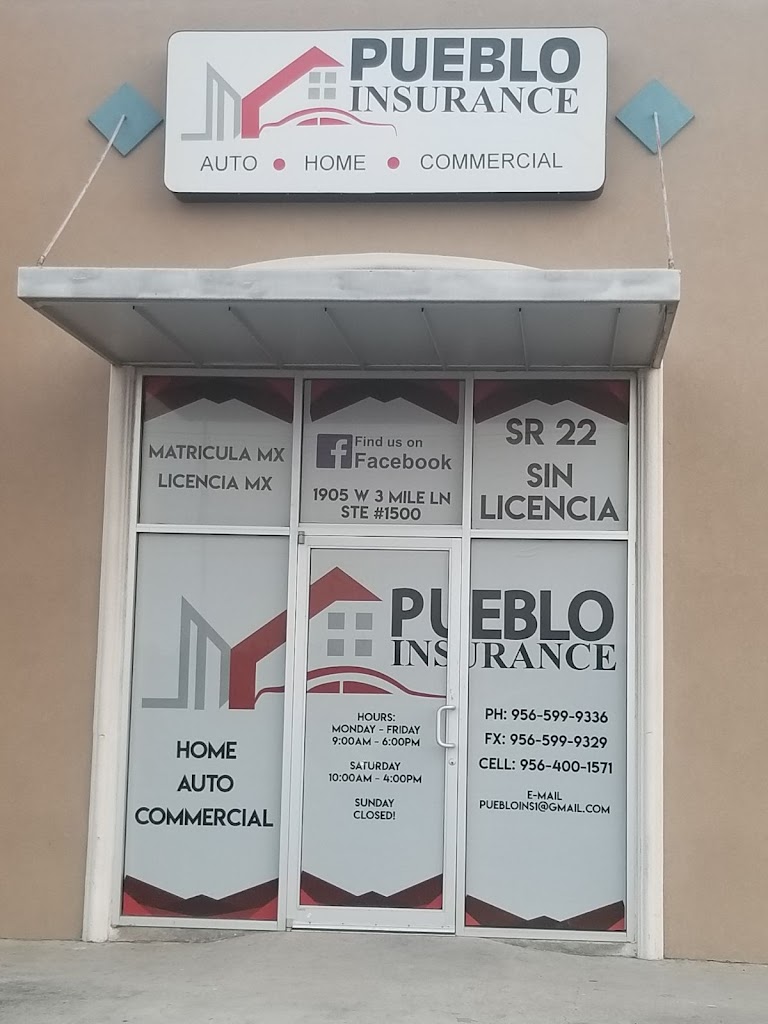 PUEBLO
INSURANCE
AUTO • HOME • COMMERCIAL
MATRICULA MX
LICENCIA MX
f Find us on
Facebook
1905 W 3 MILE LN
STE #1500
SR 22
SIN
LICENCIA
PUEBLO
INSURANCE
HOME
AUTO
COMMERCIAL
HOURS:
MONDAY - FRIDAY
9:00AM - 6:00PM
SATURDAY
10:00AM - 4:00PM
SUNDAY
CLOSED!
PH: 956-599-9336
FX: 956-599-9329
CELL: 956-400-1571
E-MAIL
PUEBLOINS1@GMAIL.COM